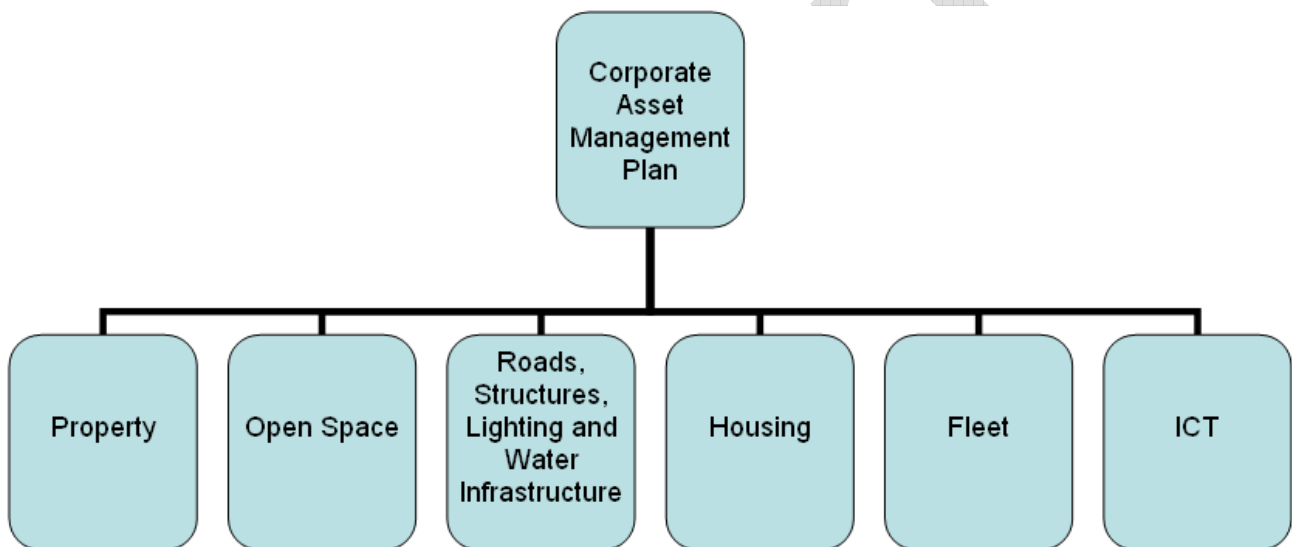 Corporate
Asset
Management
Plan
Property
Open Space
Roads,
Structures,
Lighting and
Water
Infrastructure
Housing
Fleet
ICT